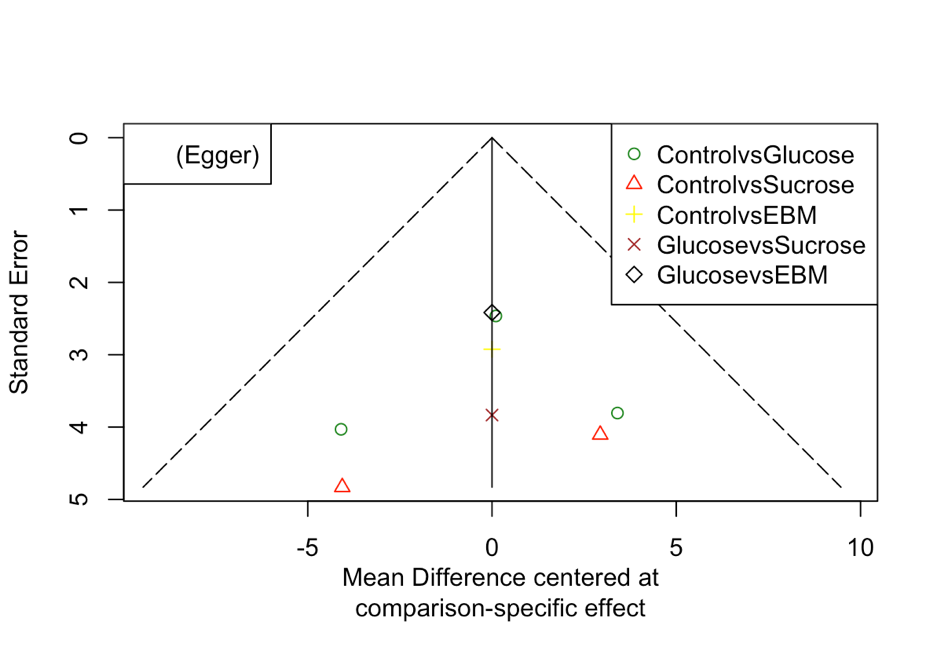 (Egger)
ControlvsGlucose
ControlvsSucrose
ControlvsEBM
GlucosevsSucrose
GlucosevsEBM
Standard Error
0
1
2
3
4
5
-5
0
5
10
Mean Difference centered at
comparison-specific effect